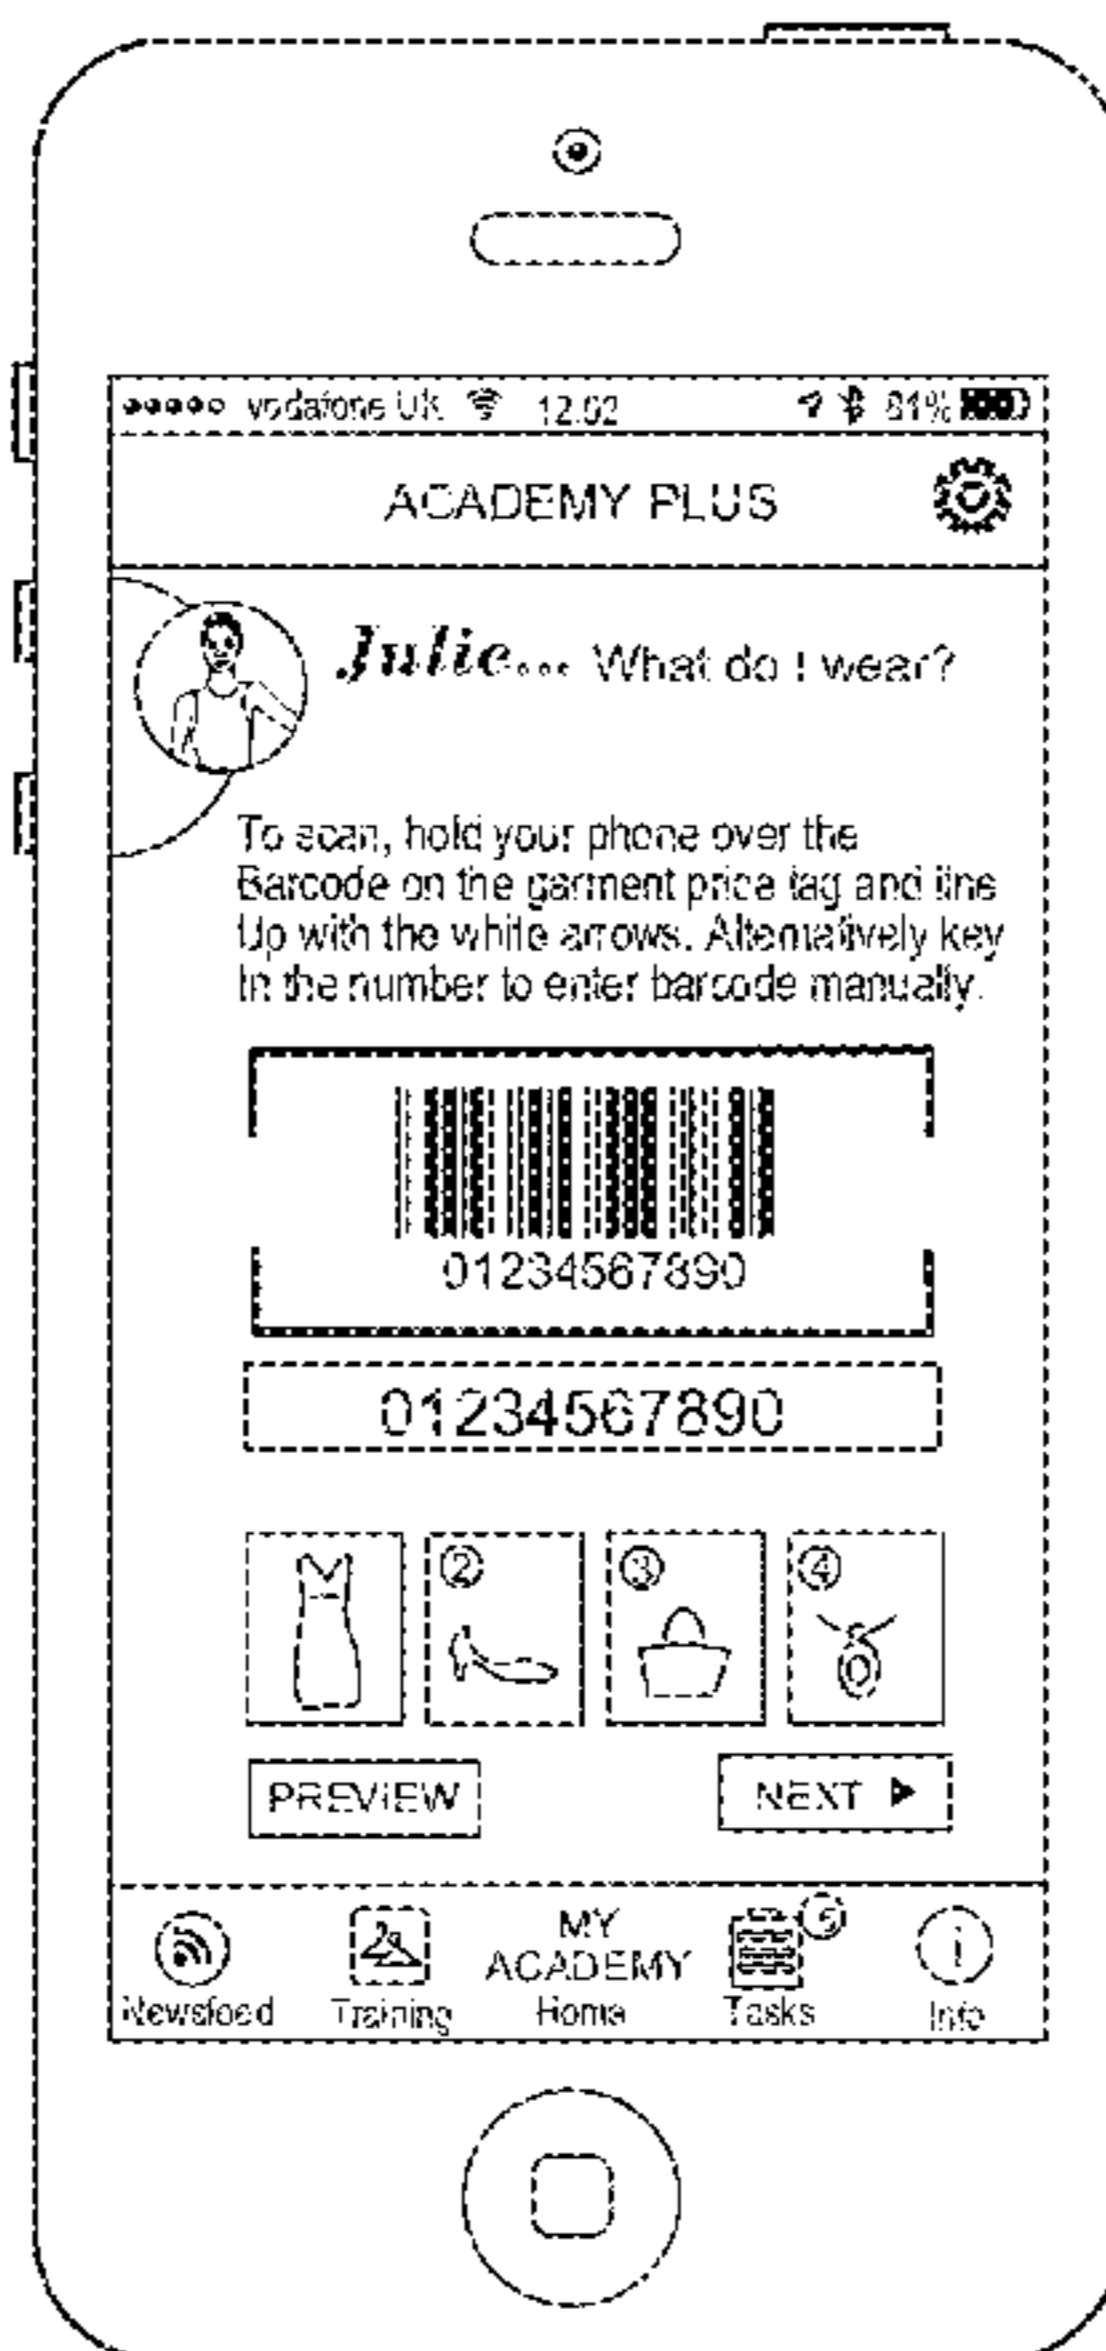 vodafone UK 12.02 61%
ACADEMY PLUS
Julie... What do I wear?
To scan, hold your phone over the
Barcode on the garment price tag and line
Up with the white arrows. Alternatively key
In the number to enter barcode manually.
01234567890
01234567890
2 3 4
PREVIEW NEXT
MY
ACADEMY
Newsfeed Training Home Tasks Info